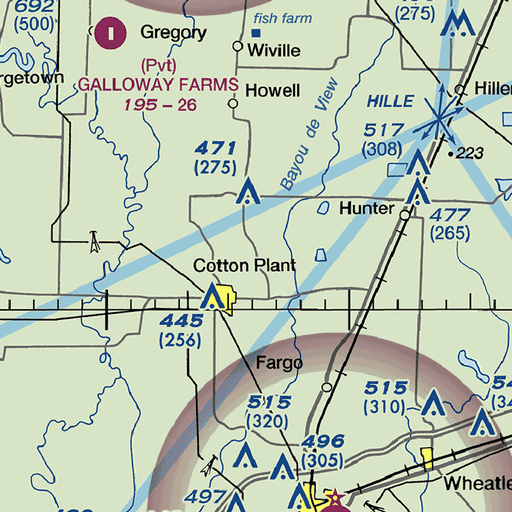 692
(500)
Gregory
fish farm
Wiville
(275)
rgetown
(Pvt)
GALLOWAY FARMS
195 – 26
Howell
Bayou de View
HILLE
Hiller
517
(308)
223
471
(275)
Hunter
477
(265)
Cotton Plant
445
(256)
Fargo
515
(320)
515
(310)
496
(305)
497
Wheatle